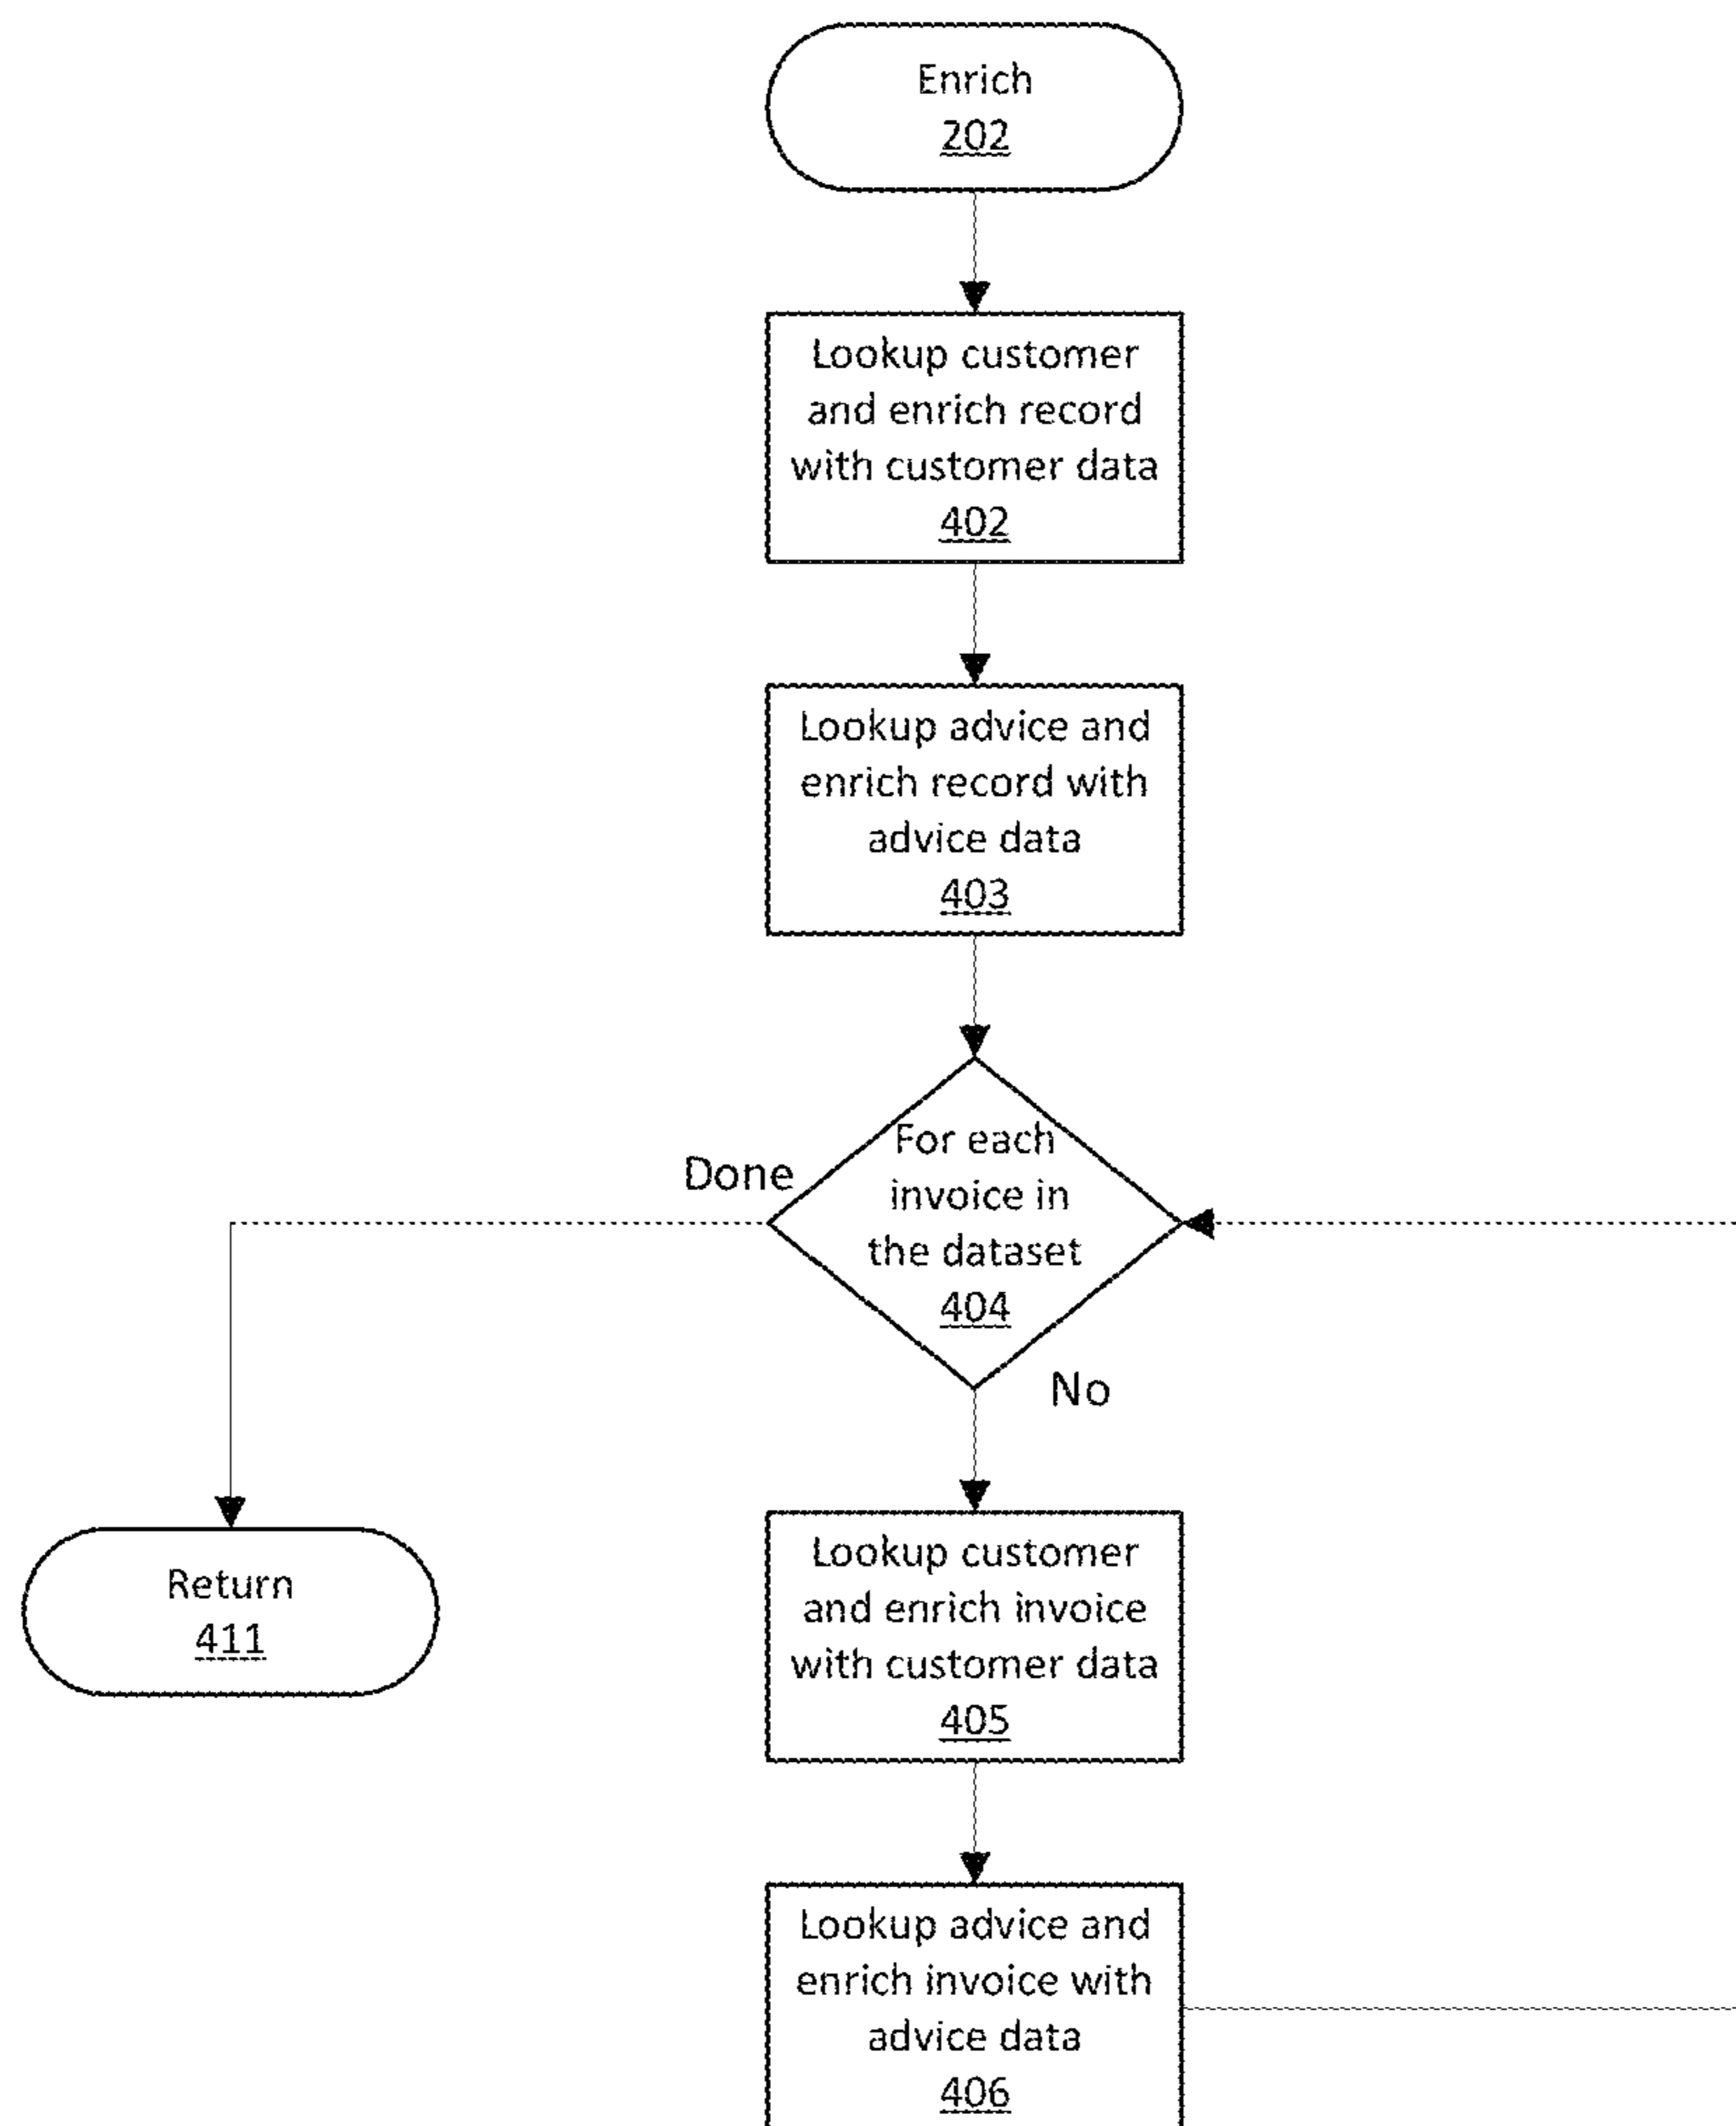 Enrich
202
Lookup customer
and enrich record
with customer data
402
Lookup advice and
enrich record with
advice data
403
Done
For each
invoice in
the dataset
404
No
Lookup customer
and enrich invoice
with customer data
405
Return
411
Lookup advice and
enrich invoice with
advice data
406